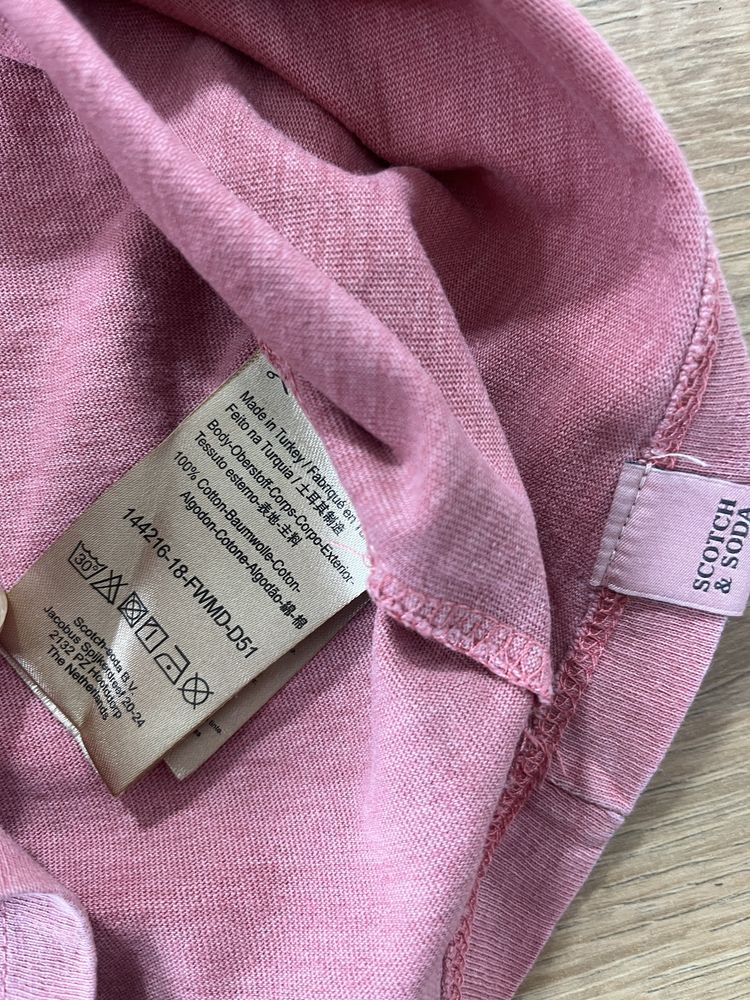 Made in Turkey / Fabriqué en
Feito na Turquia / 土耳其制造
Body-Oberstoff-Corps-Corpo-Exterior-
Tessuto esterno-表地-主料
100% Cotton-Baumwolle-Coton-
Algodon-Cotone-Algodão-綿-棉
144216-18-FWMD-D51
30
Scotch+soda B.V.
Jacobus Spijkerdreef 20-24
2132 PZ Hoofddorp
The Netherlands
SCOTCH
& SODA